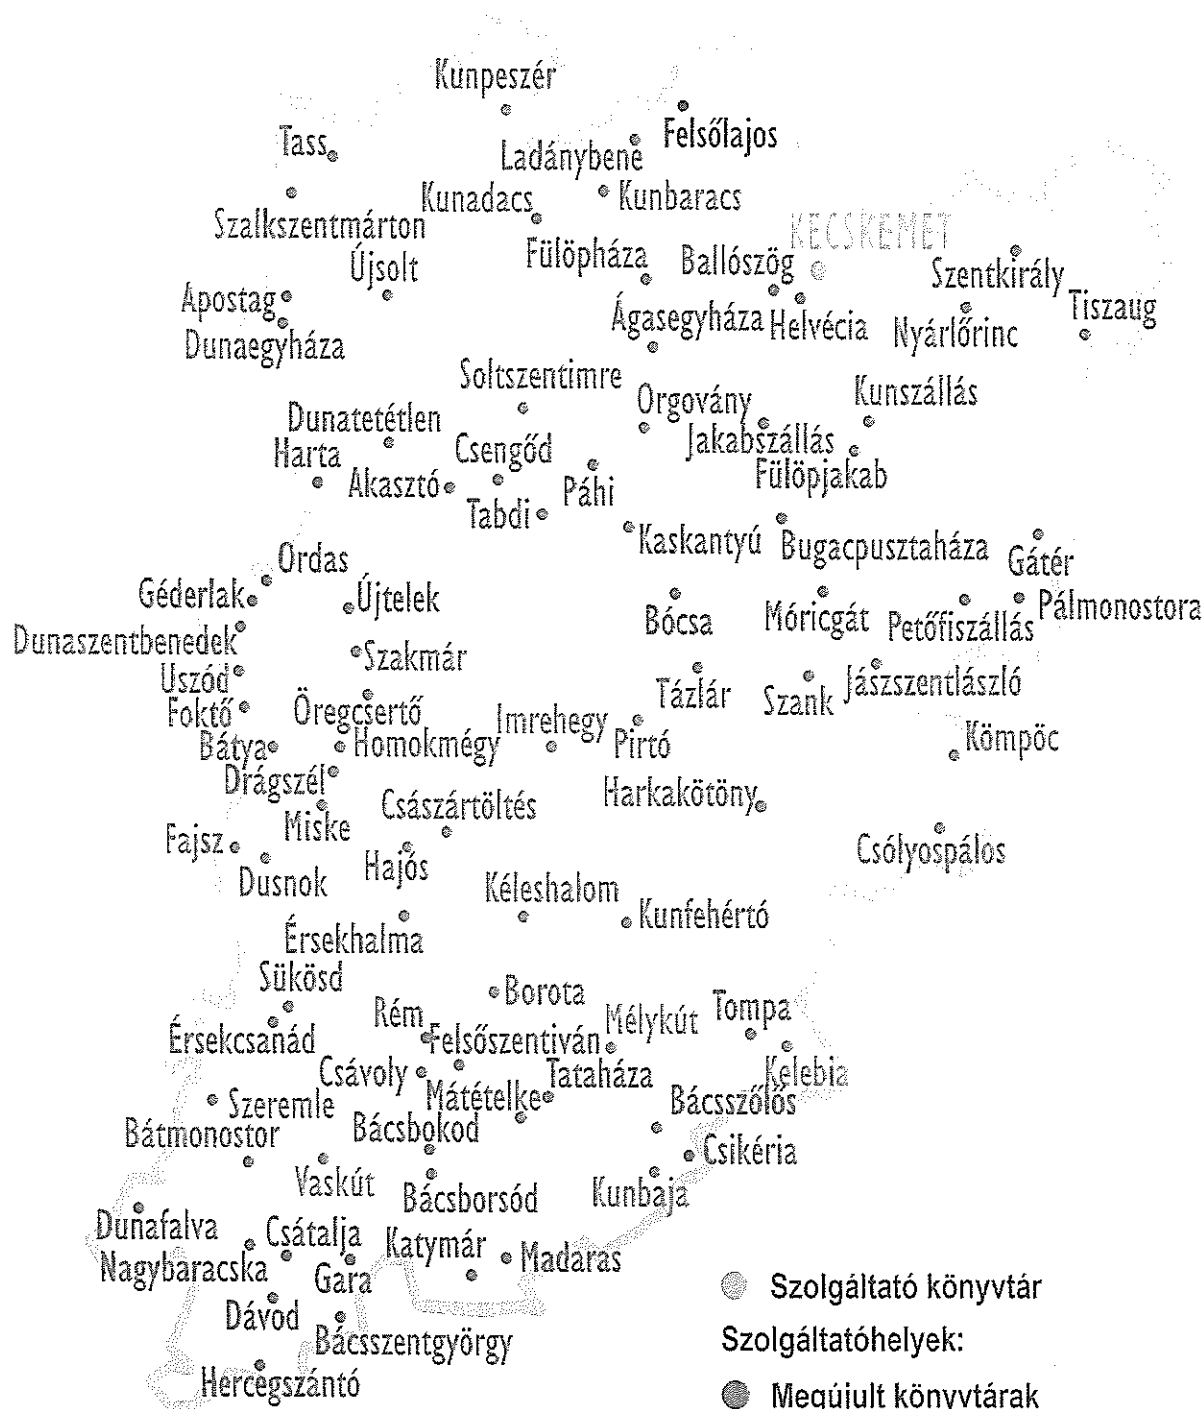 Kunpeszér
Felsőlajos
Tass
Ladánybene
Kunadacs
Kunbaracs
Szalkszentmárton
KECSKEMÉT
Fülöpháza
Ballószög
Újsolt
Szentkirály
Apostag
Tiszaug
Ágasegyháza
Helvécia
Nyárlőrinc
Dunaegyháza
Soltszentimre
Kunszállás
Orgovány
Dunatetétlen
Jakabszállás
Harta
Csengőd
Fülöpjakab
Akasztó
Páhi
Tabdi
Kaskantyú
Bugacpusztaháza
Gátér
Ordas
Géderlak
Újtelek
Pálmonostora
Bócsa
Móricgát
Petőfiszállás
Dunaszentbenedek
Szakmár
Uszód
Tázlár
Szank
Jászszentlászló
Foktő
Öregcsertő
Imrehegy
Bátya
Homokmégy
Pirtó
Kömpöc
Drágszél
Császártöltés
Harkakötöny
Miske
Fajsz
Csólyospálos
Hajós
Dusnok
Kéleshalom
Kunfehértó
Érsekhalma
Sükösd
Borota
Rém
Mélykút
Tompa
Érsekcsanád
Felsőszentiván
Csávoly
Tataháza
Kelebia
Mátételke
Bácsszőlős
Szeremle
Bátmonostor
Bácsbokod
Csikéria
Vaskút
Bácsborsód
Kunbaja
Dunafalva
Csátalja
Katymár
Madaras
Nagybaracska
Gara
Dávod
Bácsszentgyörgy
Hercegszántó
Szolgáltató könyvtár
Szolgáltatóhelyek:
Megújult könyvtárak